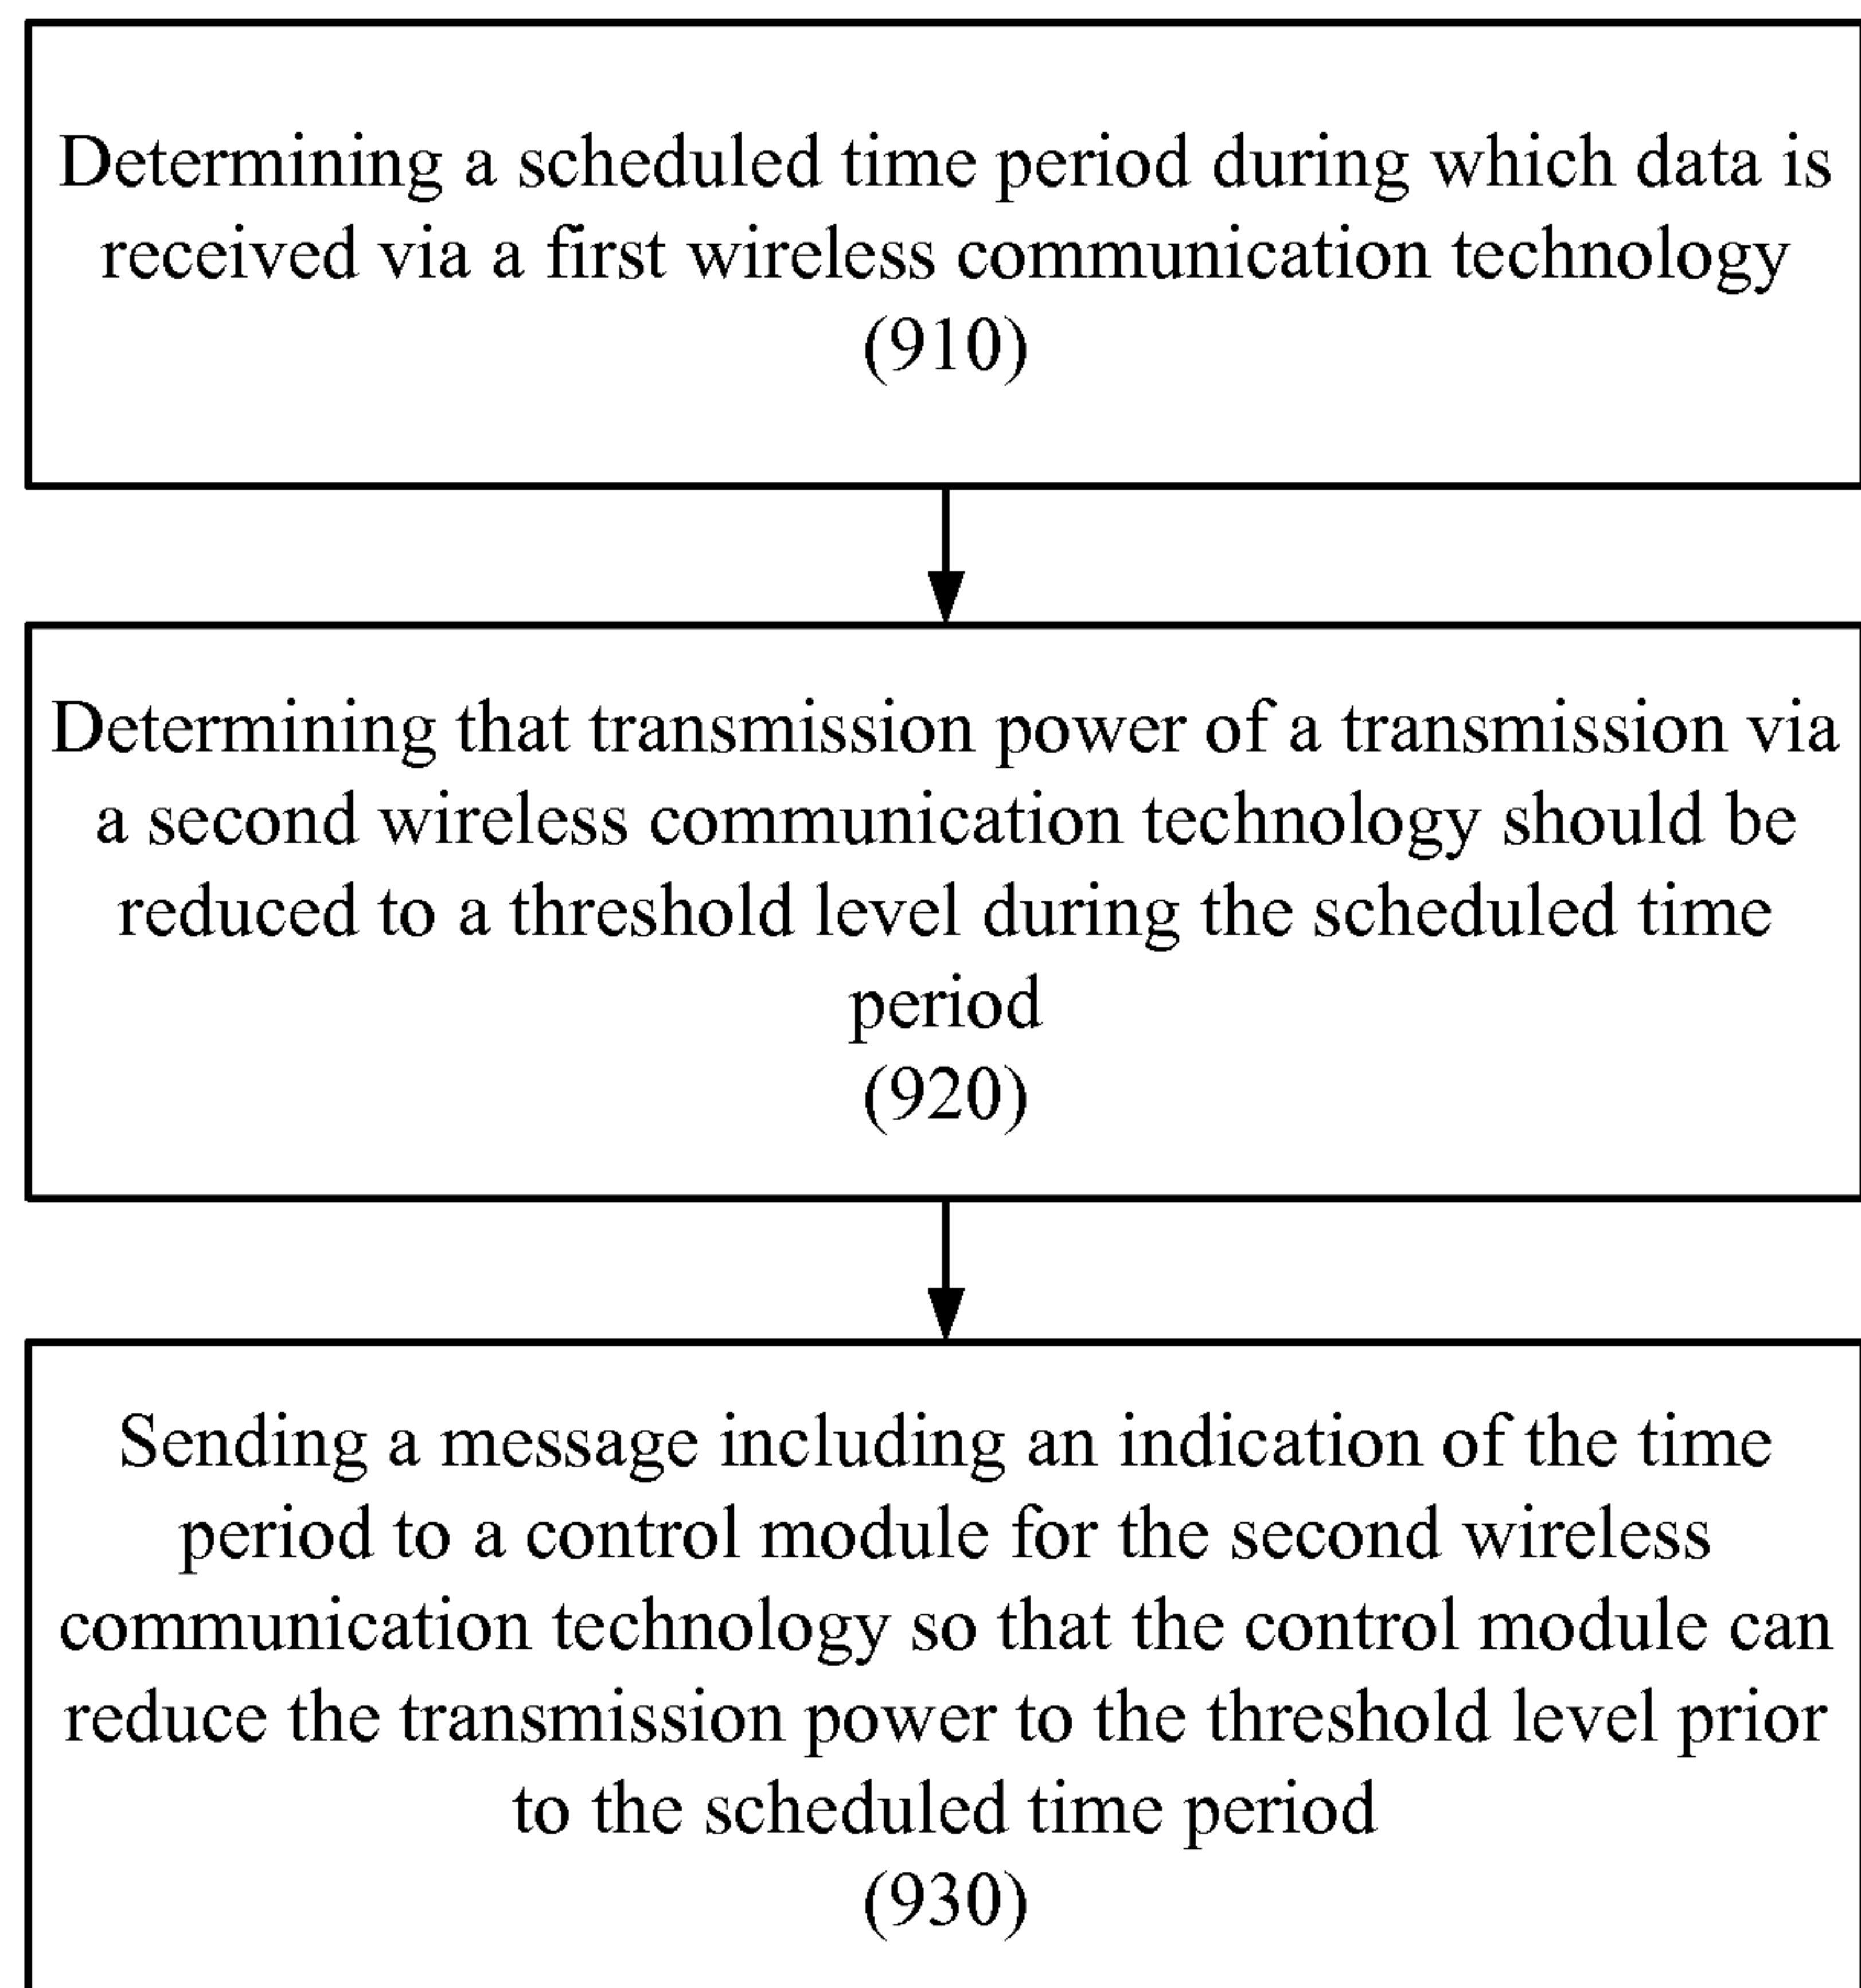 Determining a scheduled time period during which data is
received via a first wireless communication technology
(910)
Determining that transmission power of a transmission via
a second wireless communication technology should be
reduced to a threshold level during the scheduled time
period
(920)
Sending a message including an indication of the time
period to a control module for the second wireless
communication technology so that the control module can
reduce the transmission power to the threshold level prior
to the scheduled time period
(930)